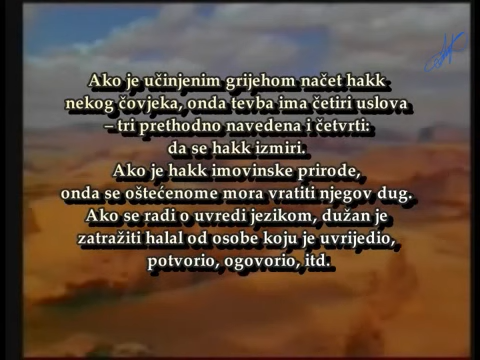 Ako je učinjenim grijehom načet hakk
nekog čovjeka, onda tevba ima četiri uslova
– tri prethodno navedena i četvrti:
da se hakk izmiri.
Ako je hakk imovinske prirode,
onda se oštećenome mora vratiti njegov dug.
Ako se radi o uvredi jezikom, dužan je
zatražiti halal od osobe koju je uvrijedio,
potvorio, ogovorio, itd.